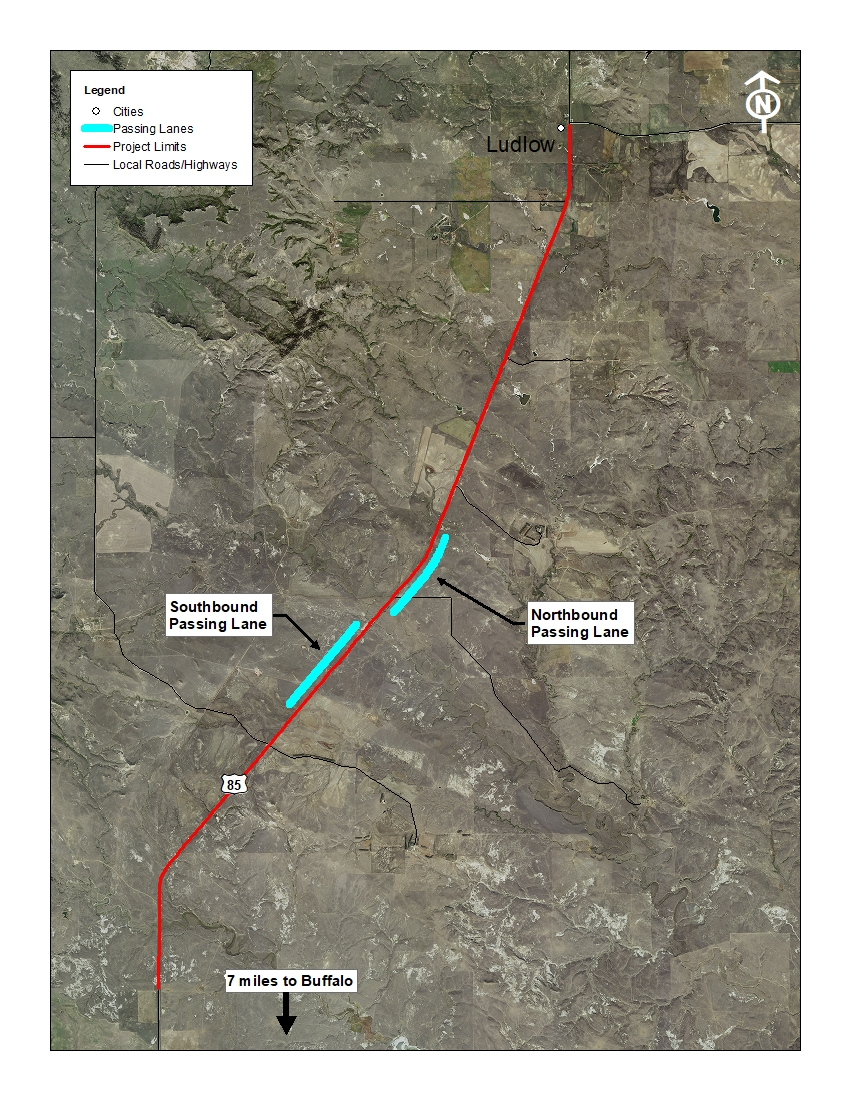 Legend
Cities
Passing Lanes
Project Limits
Local Roads/Highways
N
Ludlow
Southbound
Passing Lane
Northbound
Passing Lane
85
7 miles to Buffalo